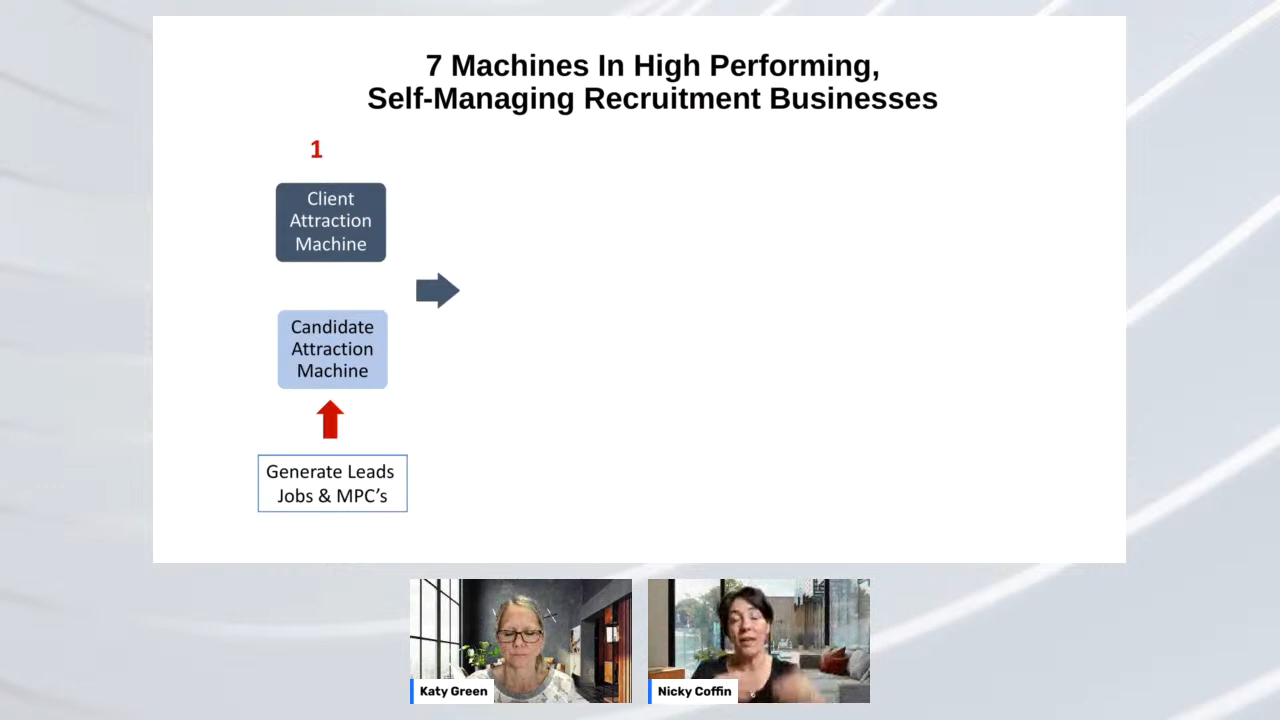 7 Machines In High Performing,
Self-Managing Recruitment Businesses
1
Client
Attraction
Machine
Candidate
Attraction
Machine
Generate Leads
Jobs & MPC’s
Katy Green
Nicky Coffin